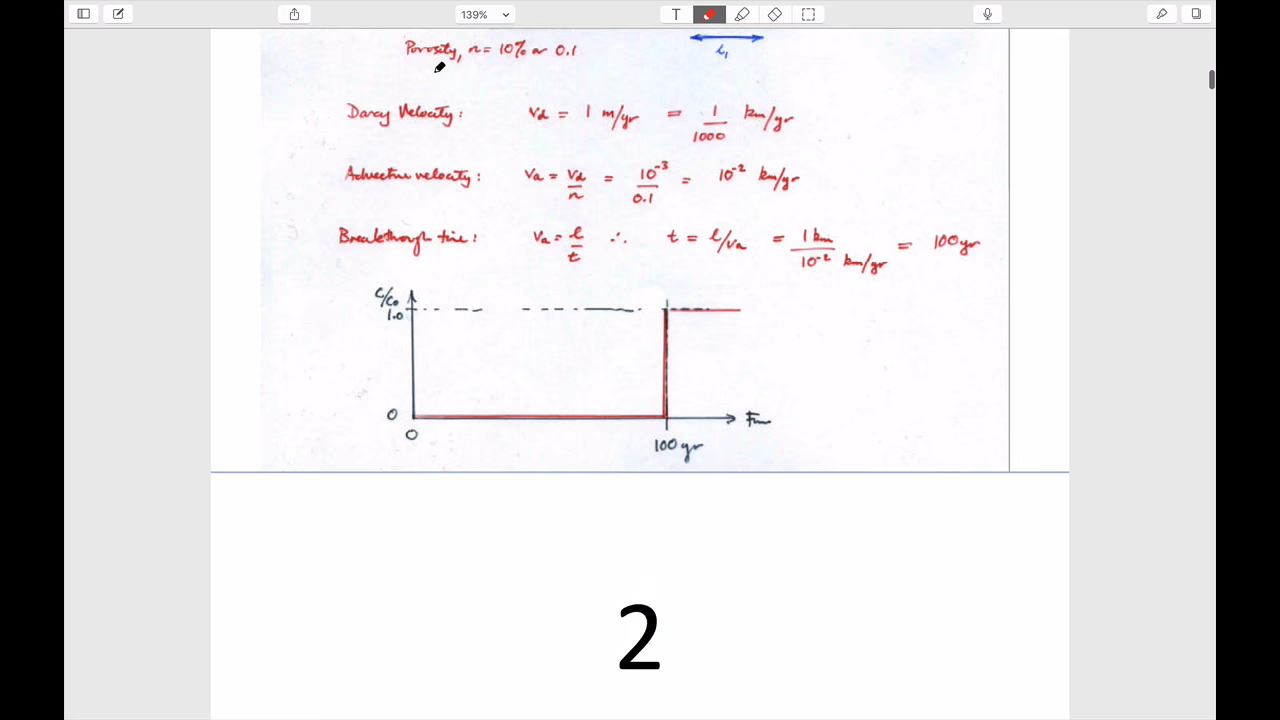 139%
T
Porosity, n = 10% or 0.1
l₁
Darcy Velocity: vd = 1 m/yr = 1/1000 km/yr
Advective velocity: va = vd/n = 10⁻³/0.1 = 10⁻² km/yr
Breakthrough time: va = l/t ∴ t = l/va = 1 km/10⁻² km/yr = 100 yr
C/C₀
1.0
0
0
100 yr
2